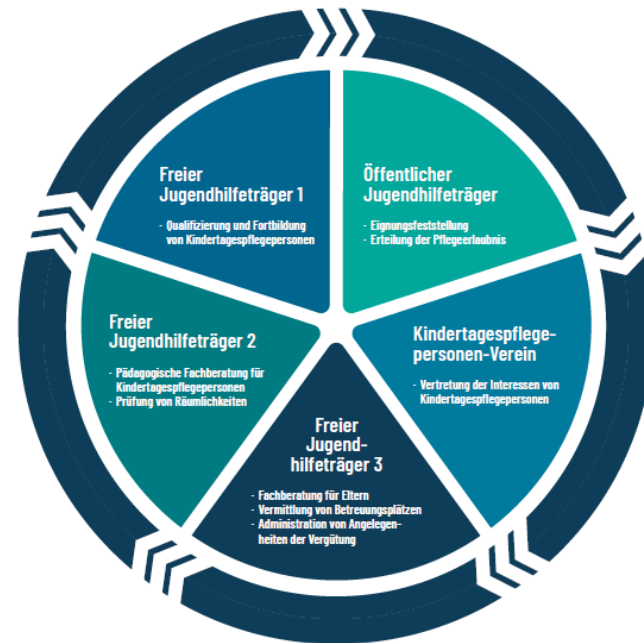 Freier
Jugendhilfeträger 1
- Qualifizierung und Fortbildung
von Kindertagespflegepersonen
Öffentlicher
Jugendhilfeträger
- Eignungsfeststellung
- Erteilung der Pflegeerlaubnis
Kindertagespflege-
personen-Verein
- Vertretung der Interessen von
Kindertagespflegepersonen
Freier
Jugend-
hilfeträger 3
- Fachberatung für Eltern
- Vermittlung von Betreuungsplätzen
- Administration von Angelegen-
heiten der Vergütung
Freier
Jugendhilfeträger 2
- Pädagogische Fachberatung für
Kindertagespflegepersonen
- Prüfung von Räumlichkeiten